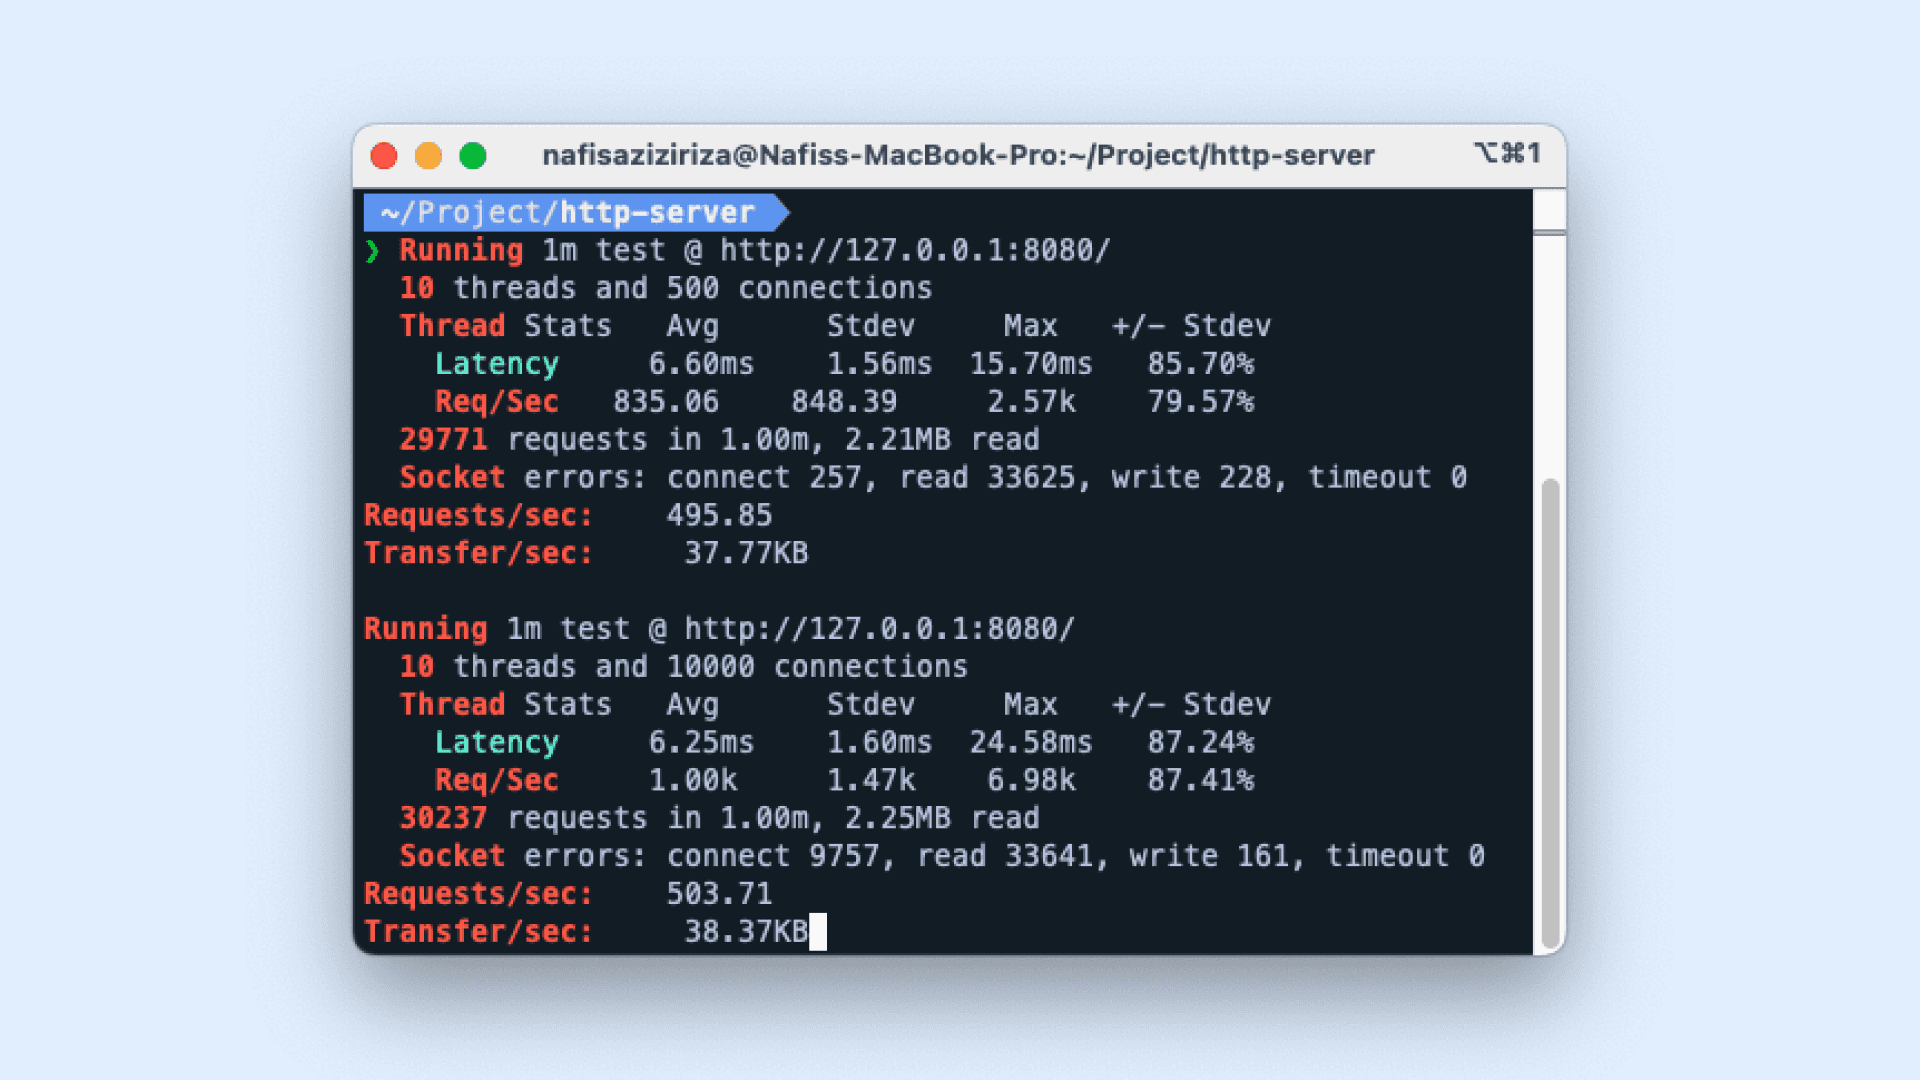 nafisaziziriza@Nafiss-MacBook-Pro:~/Project/http-server ⌥⌘1
~/Project/http-server
❯ Running 1m test @ http://127.0.0.1:8080/
10 threads and 500 connections
Thread Stats Avg Stdev Max +/- Stdev
Latency 6.60ms 1.56ms 15.70ms 85.70%
Req/Sec 835.06 848.39 2.57k 79.57%
29771 requests in 1.00m, 2.21MB read
Socket errors: connect 257, read 33625, write 228, timeout 0
Requests/sec: 495.85
Transfer/sec: 37.77KB
Running 1m test @ http://127.0.0.1:8080/
10 threads and 10000 connections
Thread Stats Avg Stdev Max +/- Stdev
Latency 6.25ms 1.60ms 24.58ms 87.24%
Req/Sec 1.00k 1.47k 6.98k 87.41%
30237 requests in 1.00m, 2.25MB read
Socket errors: connect 9757, read 33641, write 161, timeout 0
Requests/sec: 503.71
Transfer/sec: 38.37KB